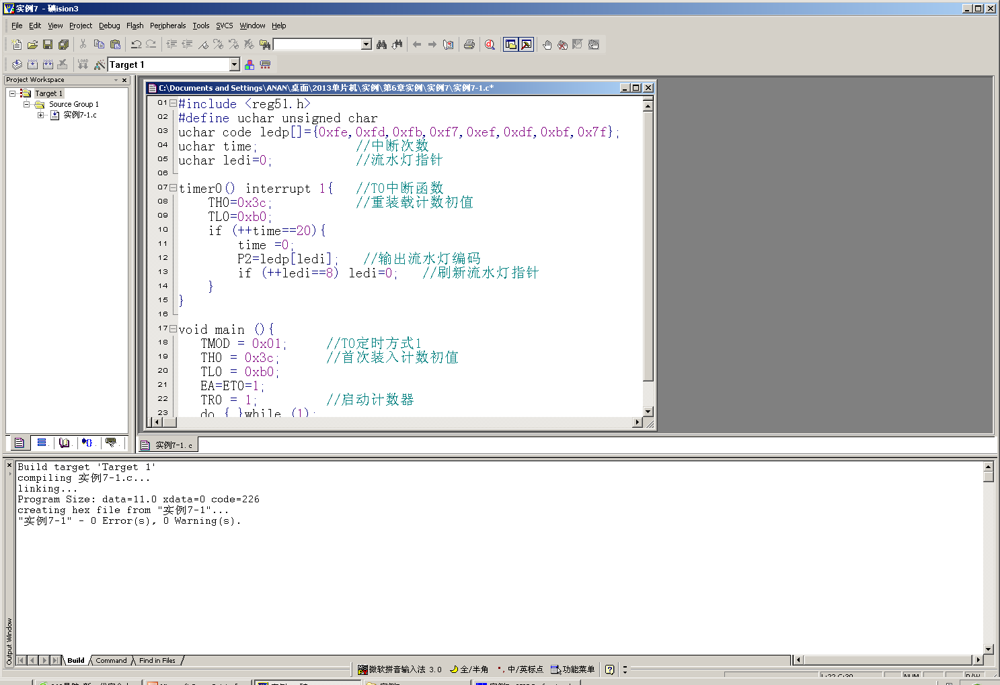 实例7 - 礦ision3
File Edit View Project Debug Flash Peripherals Tools SVCS Window Help
LOAD
Target 1
Project Workspace
Target 1
Source Group 1
实例7-1.c
C:\Documents and Settings\ANAN\桌面\2013单片机\实例\第6章实例\实例7\实例7-1.c*
01 #include <reg51.h>
02 #define uchar unsigned char
03 uchar code ledp[]={0xfe,0xfd,0xfb,0xf7,0xef,0xdf,0xbf,0x7f};
04 uchar time; //中断次数
05 uchar ledi=0; //流水灯指针
06
07 timer0() interrupt 1{ //T0中断函数
08 TH0=0x3c; //重装载计数初值
09 TL0=0xb0;
10 if (++time==20){
11 time =0;
12 P2=ledp[ledi]; //输出流水灯编码
13 if (++ledi==8) ledi=0; //刷新流水灯指针
14 }
15 }
16
17 void main (){
18 TMOD = 0x01; //T0定时方式1
19 TH0 = 0x3c; //首次装入计数初值
20 TL0 = 0xb0;
21 EA=ET0=1;
22 TR0 = 1; //启动计数器
23 do { }while (1);
实例7-1.c
Build target 'Target 1'
compiling 实例7-1.c...
linking...
Program Size: data=11.0 xdata=0 code=226
creating hex file from "实例7-1"...
"实例7-1" - 0 Error(s), 0 Warning(s).
Output Window
Build Command Find in Files
微软拼音输入法 3.0 全/半角 中/英标点 功能菜单
L:22 C:30 NUM R/W